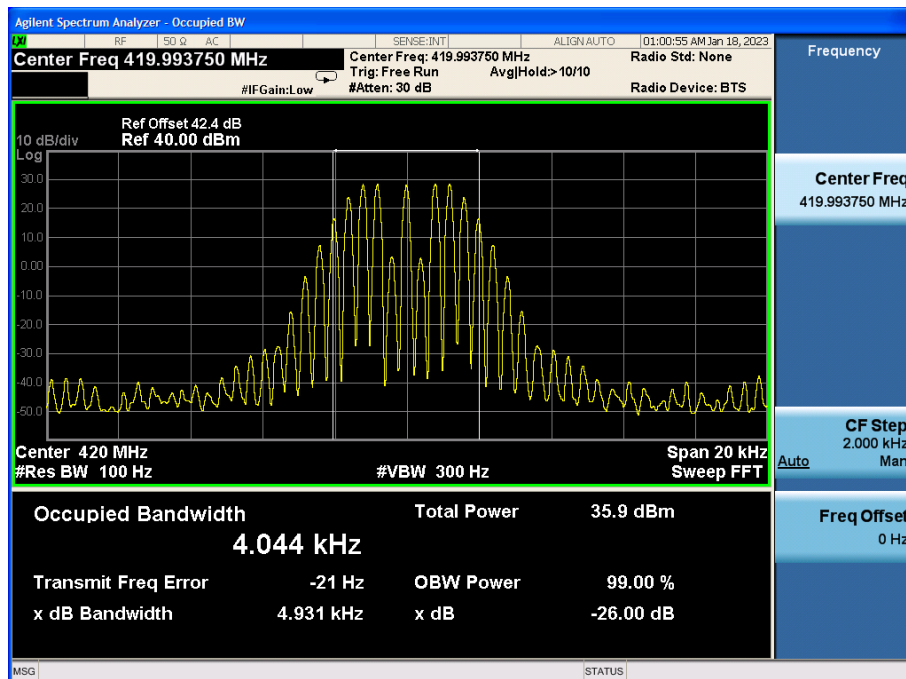 Agilent Spectrum Analyzer - Occupied BW
LXI RF 50 Ω AC SENSE:INT ALIGN AUTO 01:00:55 AM Jan 18, 2023
Center Freq 419.993750 MHz
Center Freq: 419.993750 MHz
Radio Std: None
Trig: Free Run Avg|Hold:>10/10
#IFGain:Low #Atten: 30 dB Radio Device: BTS
Ref Offset 42.4 dB
10 dB/div Ref 40.00 dBm
Log
30.0
20.0
10.0
0.00
-10.0
-20.0
-30.0
-40.0
-50.0
Center 420 MHz Span 20 kHz
#Res BW 100 Hz #VBW 300 Hz Sweep FFT
Occupied Bandwidth Total Power 35.9 dBm
4.044 kHz
Transmit Freq Error -21 Hz OBW Power 99.00 %
x dB Bandwidth 4.931 kHz x dB -26.00 dB
MSG STATUS
Frequency
Center Freq
419.993750 MHz
CF Step
2.000 kHz
Auto Man
Freq Offset
0 Hz